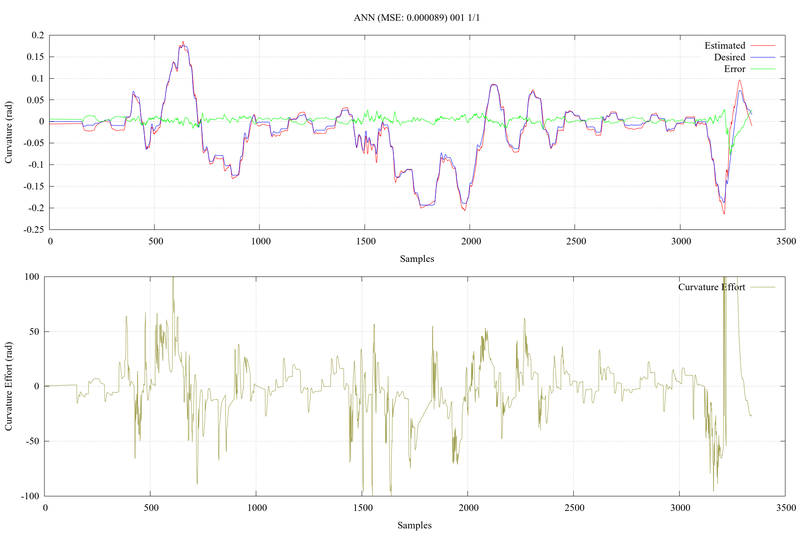 ANN (MSE: 0.000089) 001 1/1
0.2
0.15
0.1
0.05
0
-0.05
-0.1
-0.15
-0.2
-0.25
Curvature (rad)
Estimated
Desired
Error
0 500 1000 1500 2000 2500 3000 3500
Samples
100
50
0
-50
-100
Curvature Effort (rad)
Curvature Effort
0 500 1000 1500 2000 2500 3000 3500
Samples